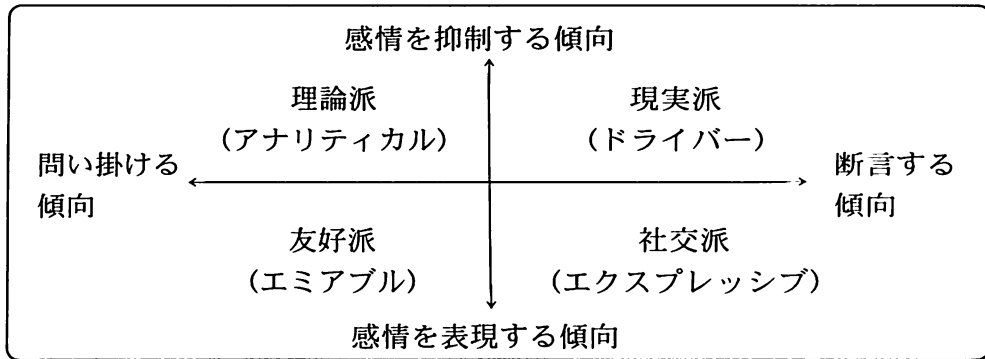 感情を抑制する傾向
理論派
(アナリティカル)
現実派
(ドライバー)
問い掛ける
傾向
断言する
傾向
友好派
(エミアブル)
社交派
(エクスプレッシブ)
感情を表現する傾向